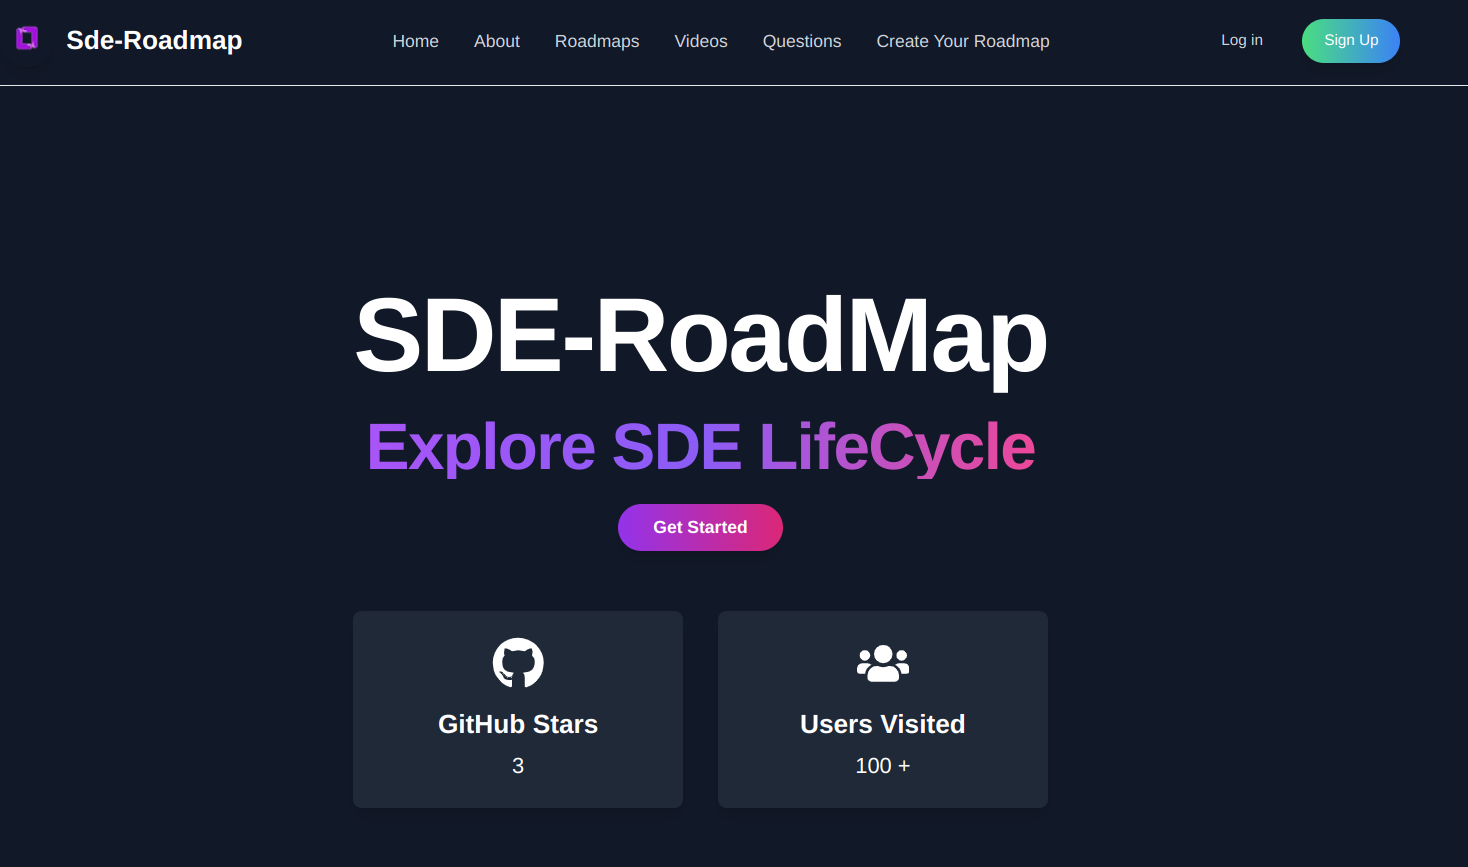 Sde-Roadmap
Home About Roadmaps Videos Questions Create Your Roadmap
Log in Sign Up
SDE-RoadMap
Explore SDE LifeCycle
Get Started
GitHub Stars
3
Users Visited
100 +